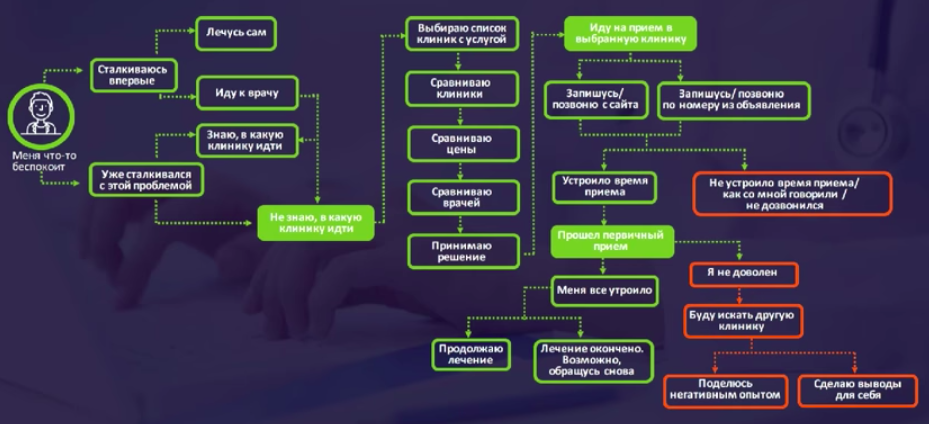 Меня что-то
беспокоит
Сталкиваюсь
впервые
Лечусь сам
Иду к врачу
Уже сталкивался
с этой проблемой
Знаю, в какую
клинику идти
Не знаю, в какую
клинику идти
Выбираю список
клиник с услугой
Сравниваю
клиники
Сравниваю
цены
Сравниваю
врачей
Принимаю
решение
Иду на прием в
выбранную клинику
Запишусь/
позвоню с сайта
Запишусь/ позвоню
по номеру из объявления
Устроило время
приема
Не устроило время приема/
как со мной говорили /
не дозвонился
Прошел первичный
прием
Меня все утроило
Продолжаю
лечение
Лечение окончено.
Возможно,
обращусь снова
Я не доволен
Буду искать другую
клинику
Поделюсь
негативным опытом
Сделаю выводы
для себя